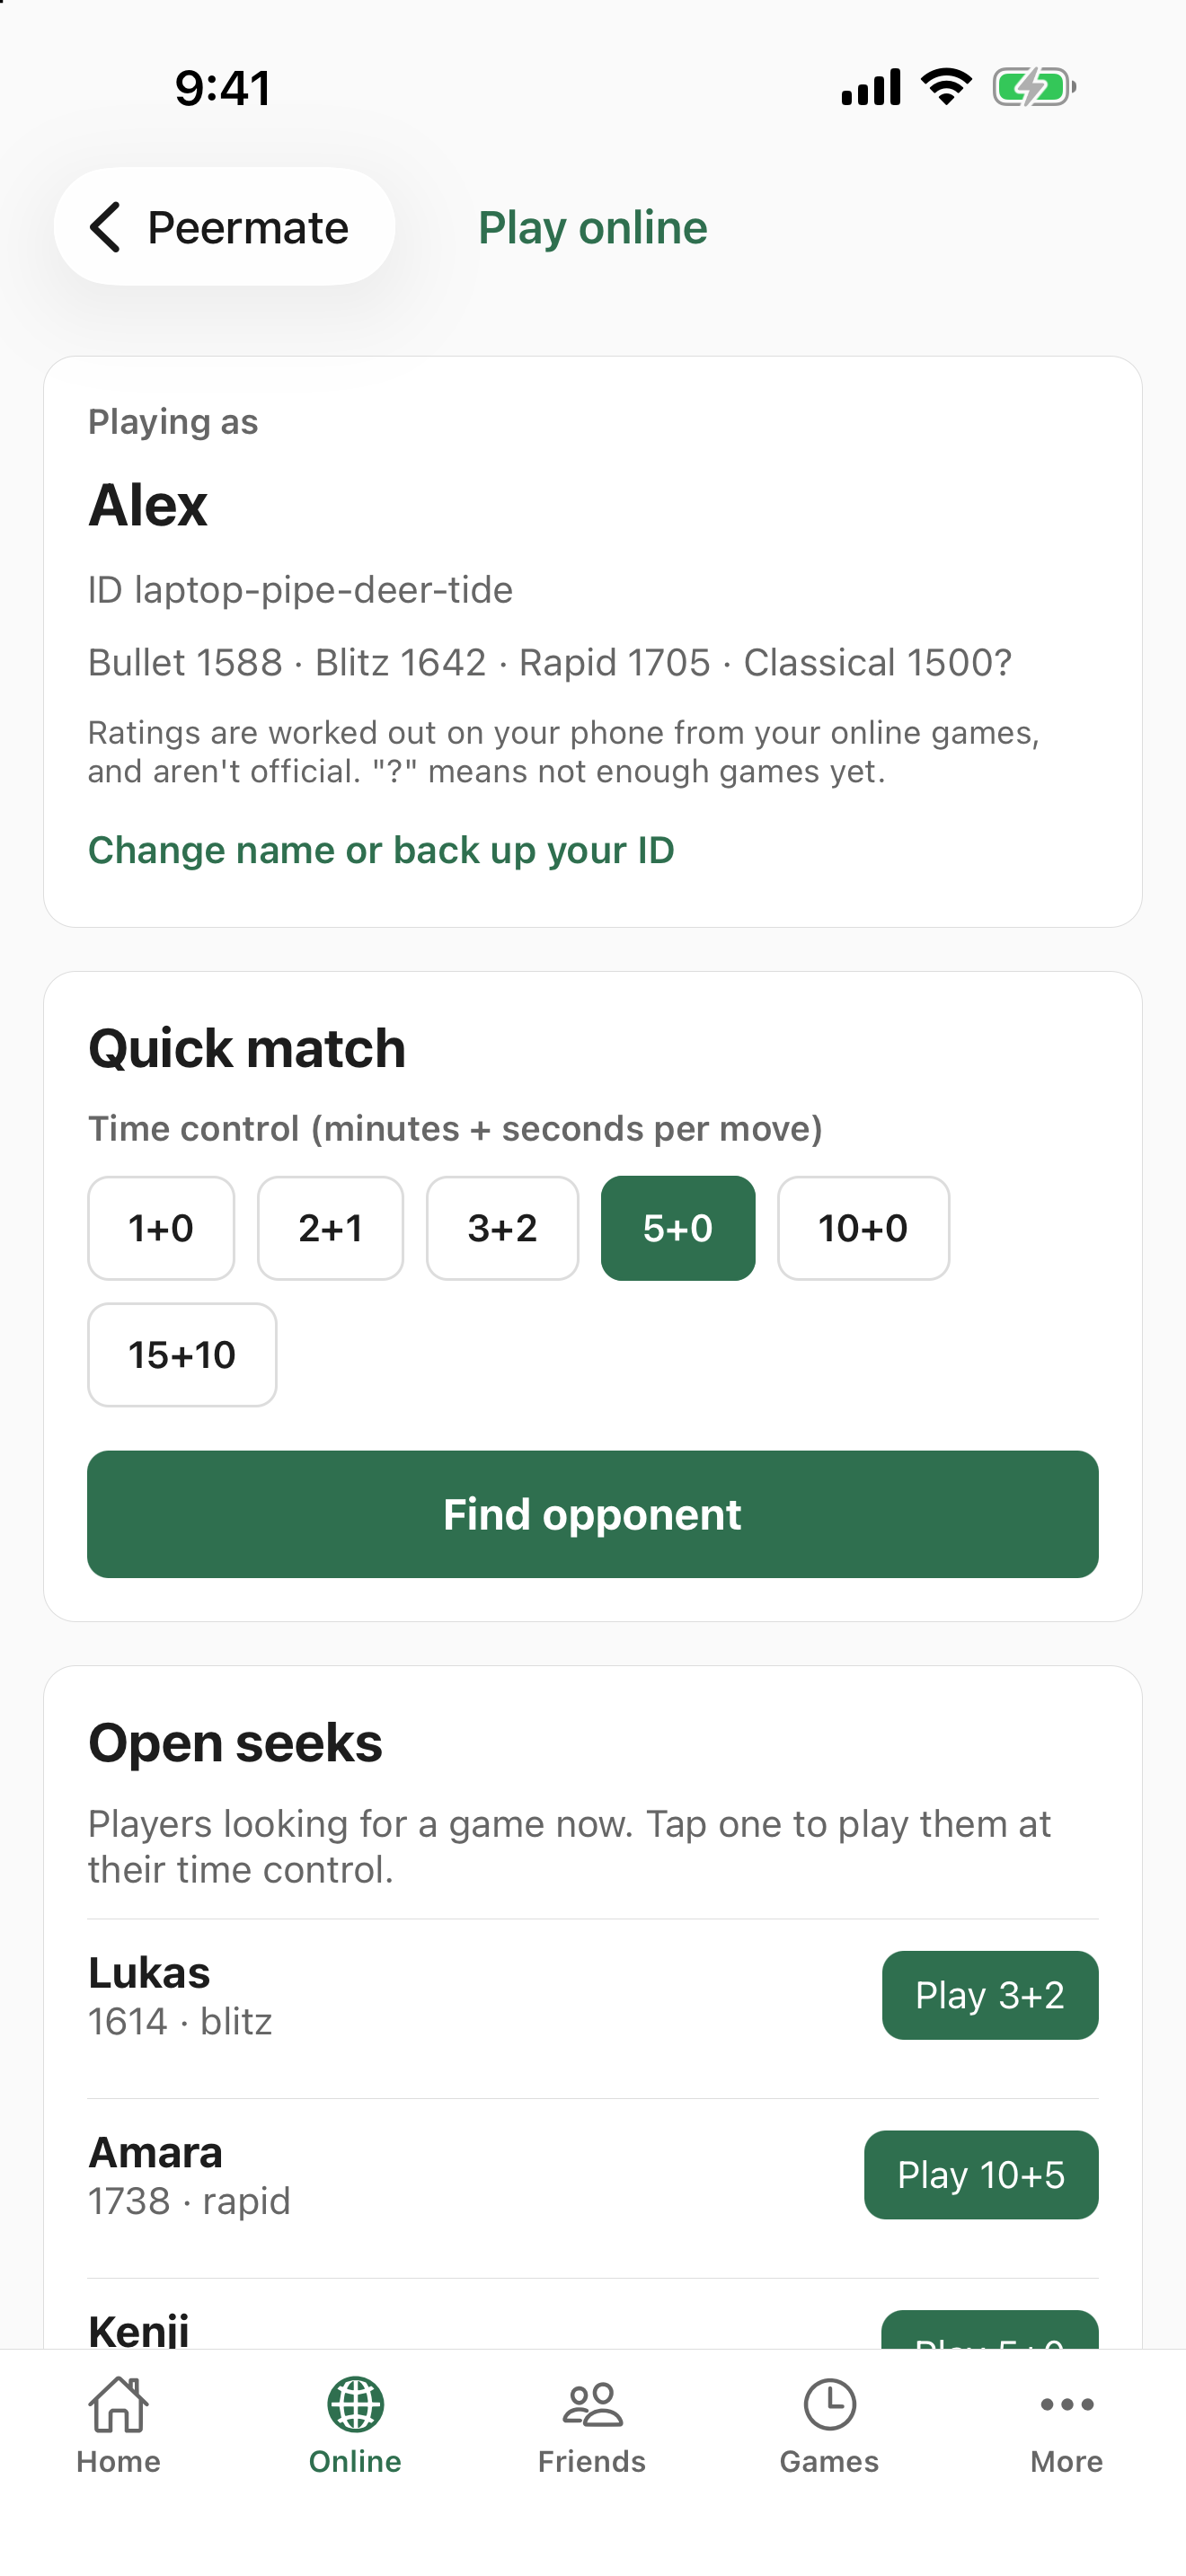 9:41
Peermate
Play online
Playing as
Alex
ID laptop-pipe-deer-tide
Bullet 1588 · Blitz 1642 · Rapid 1705 · Classical 1500?
Ratings are worked out on your phone from your online games,
and aren't official. "?" means not enough games yet.
Change name or back up your ID
Quick match
Time control (minutes + seconds per move)
1+0 2+1 3+2 5+0 10+0
15+10
Find opponent
Open seeks
Players looking for a game now. Tap one to play them at
their time control.
Lukas
1614 · blitz
Play 3+2
Amara
1738 · rapid
Play 10+5
Kenji
Play 5+0
Home Online Friends Games More